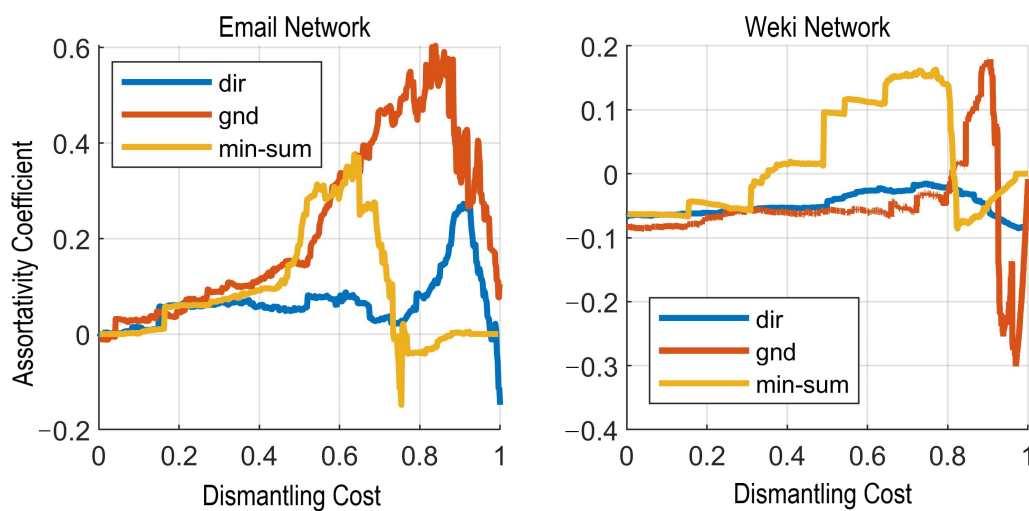 Email Network
0.6
0.4
0.2
0
−0.2
Assortativity Coefficient
dir
gnd
min-sum
0 0.2 0.4 0.6 0.8 1
Dismantling Cost
Weki Network
0.2
0.1
0
−0.1
−0.2
−0.3
−0.4
dir
gnd
min-sum
0 0.2 0.4 0.6 0.8 1
Dismantling Cost